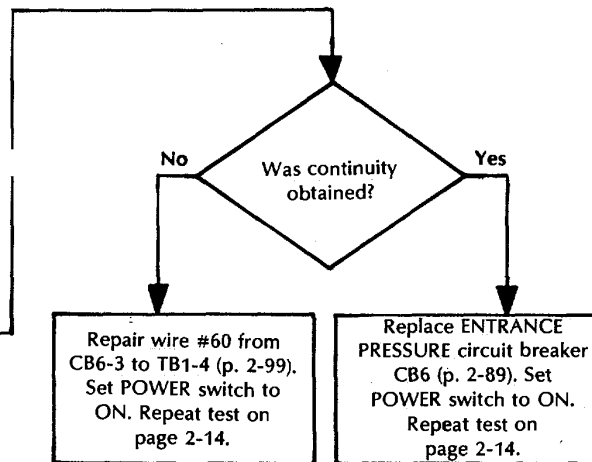 No
Was continuity
obtained?
Yes
Repair wire #60 from
CB6-3 to TB1-4 (p. 2-99).
Set POWER switch to
ON. Repeat test on
page 2-14.
Replace ENTRANCE
PRESSURE circuit breaker
CB6 (p. 2-89). Set
POWER switch to ON.
Repeat test on
page 2-14.